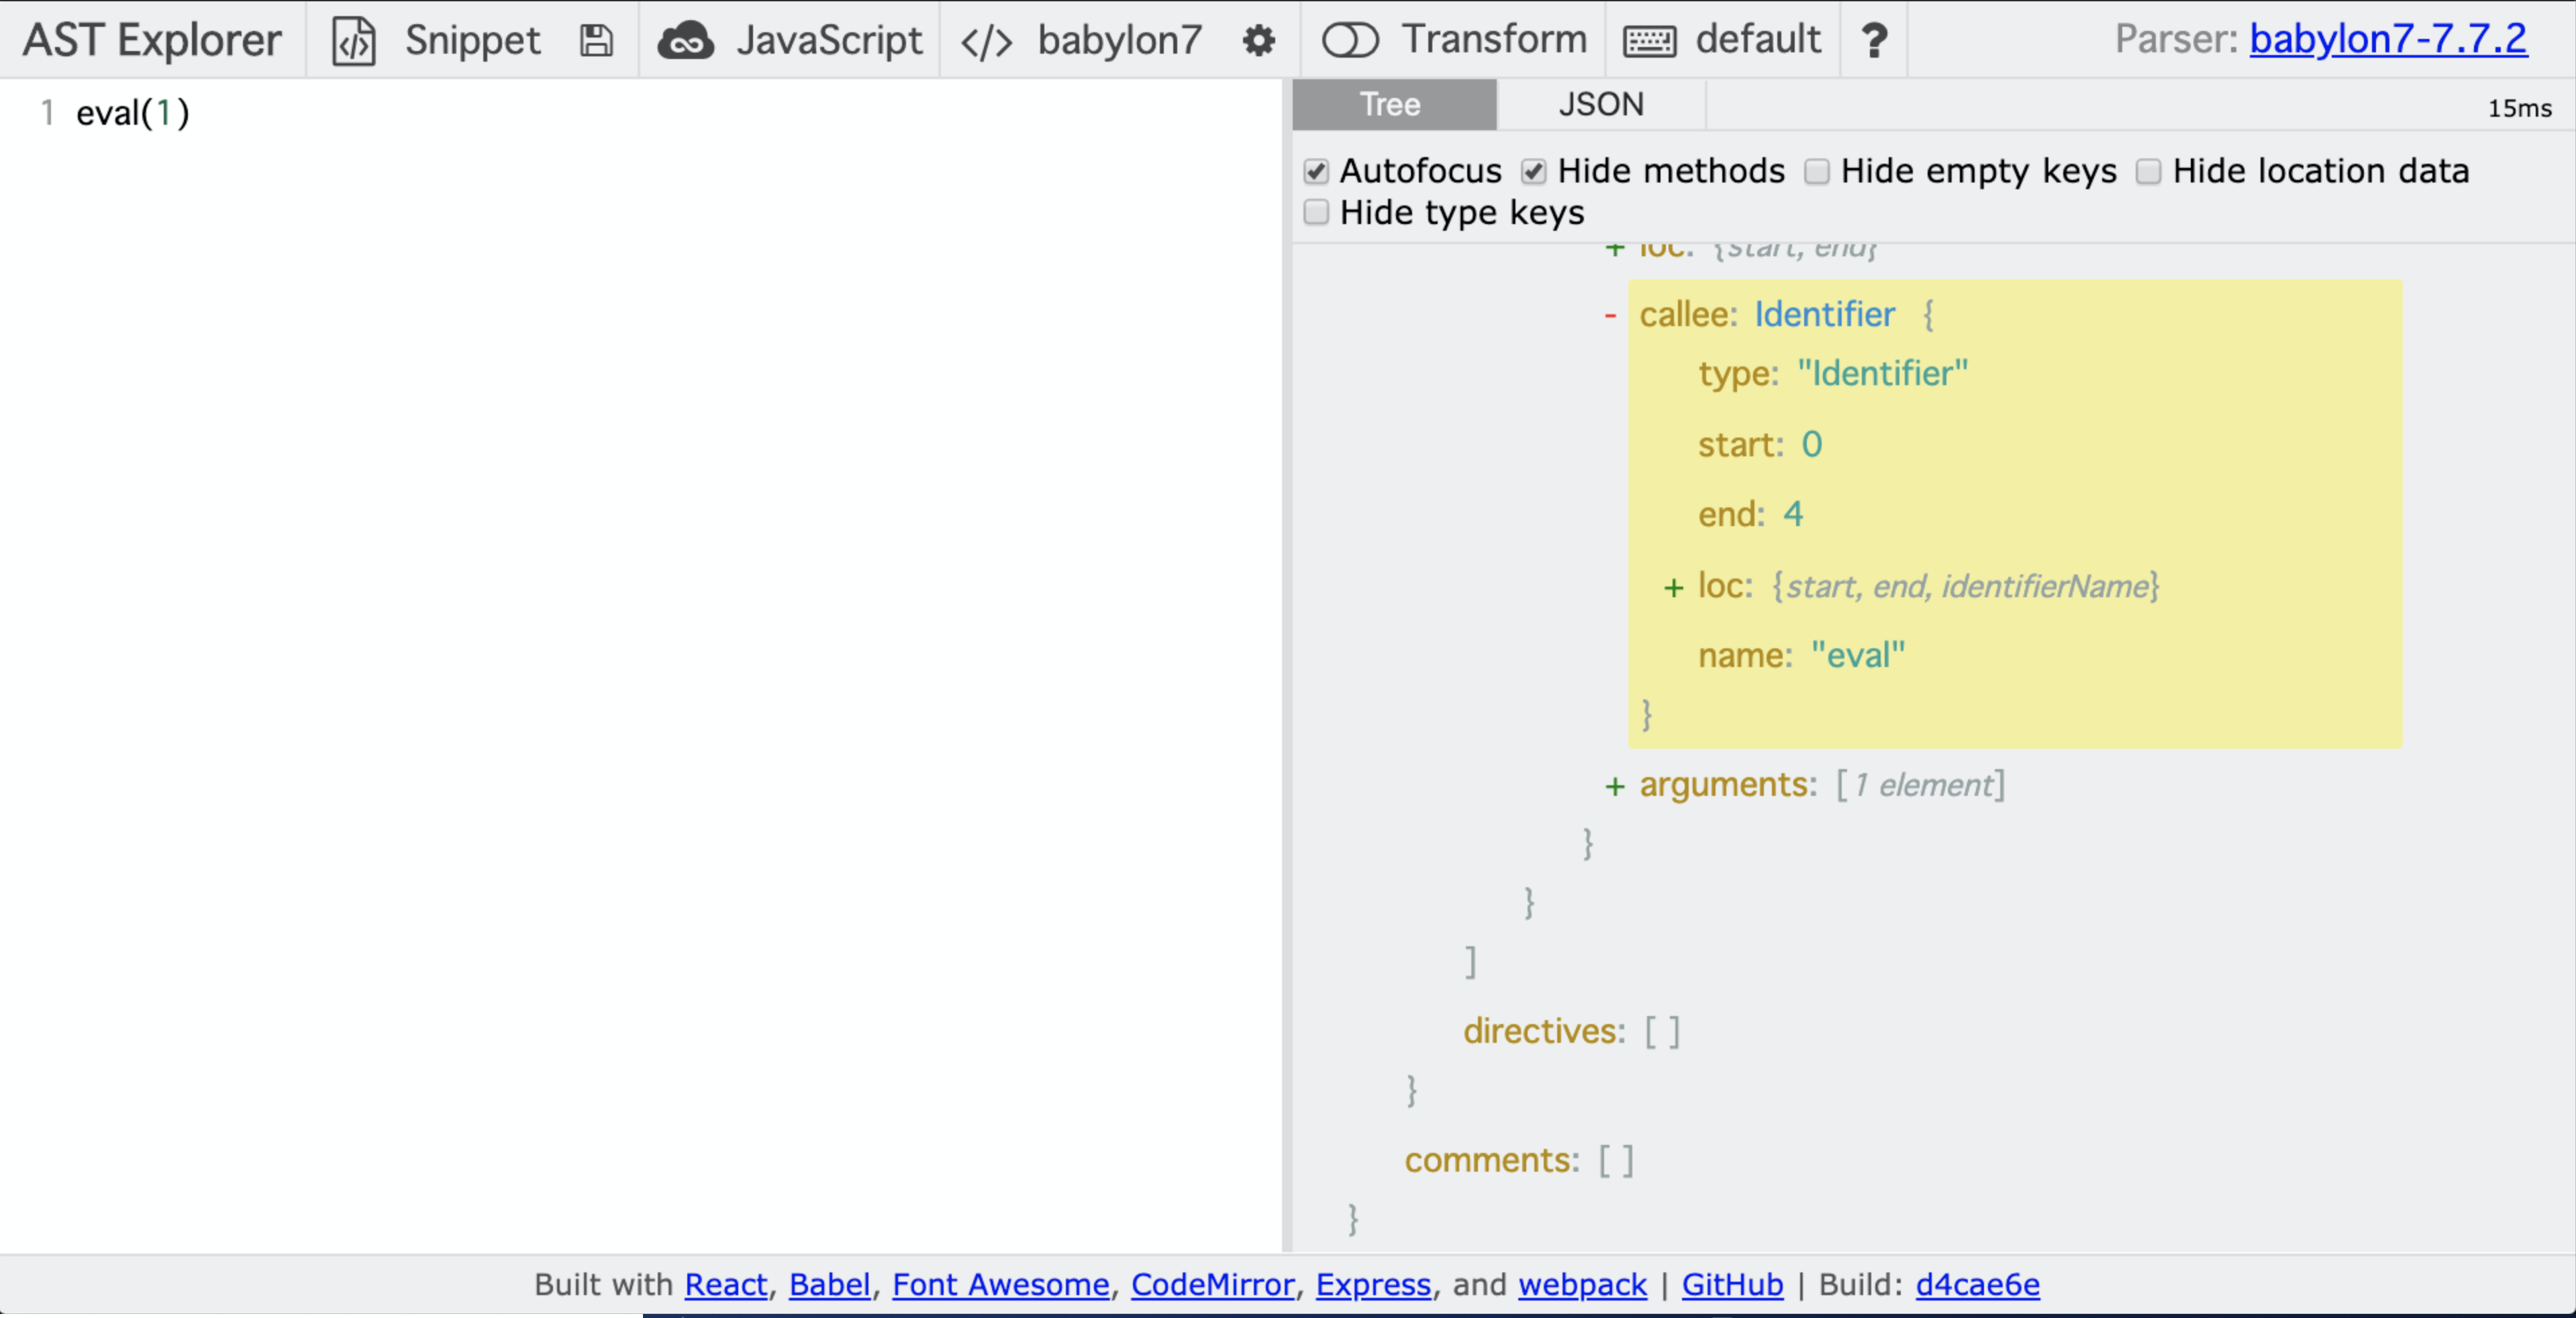 AST Explorer Snippet JavaScript </> babylon7 Transform default ? Parser: babylon7-7.7.2
1 eval(1)
Tree JSON 15ms
Autofocus Hide methods Hide empty keys Hide location data
Hide type keys
+ loc: {start, end}
- callee: Identifier {
type: "Identifier"
start: 0
end: 4
+ loc: {start, end, identifierName}
name: "eval"
}
+ arguments: [1 element]
}
}
]
directives: [ ]
}
comments: [ ]
}
Built with React, Babel, Font Awesome, CodeMirror, Express, and webpack | GitHub | Build: d4cae6e